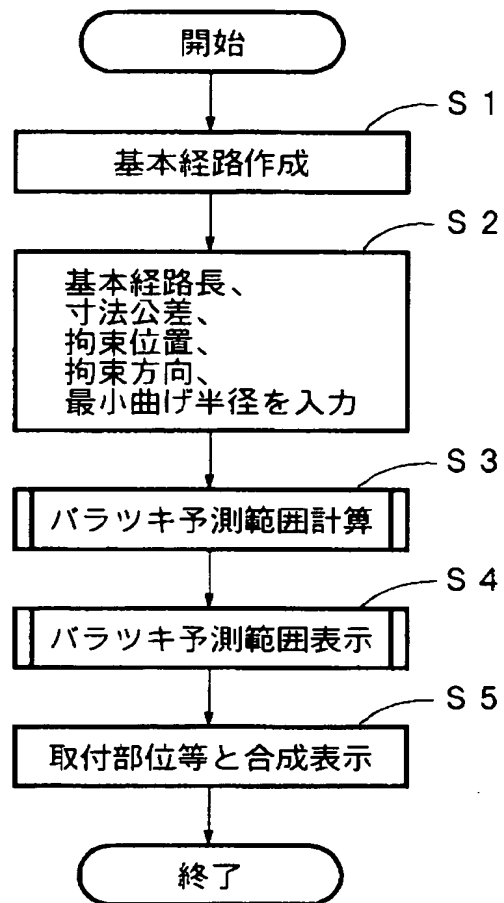 開始
S 1
基本経路作成
S 2
基本経路長、
寸法公差、
拘束位置、
拘束方向、
最小曲げ半径を入力
S 3
バラツキ予測範囲計算
S 4
バラツキ予測範囲表示
S 5
取付部位等と合成表示
終了